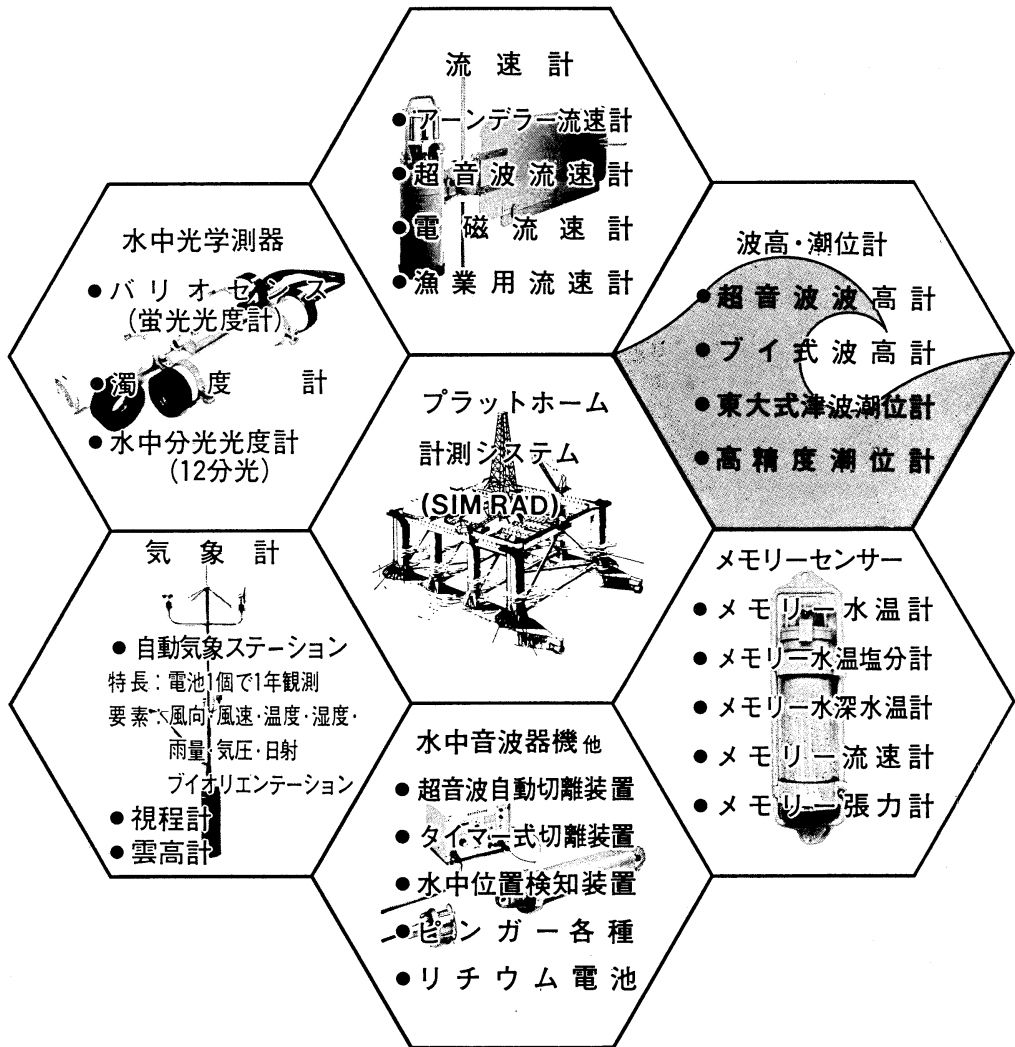 流速計
●アーンデラー流速計
●超音波流速計
●電磁流速計
●漁業用流速計
水中光学測器
●バリオセンス
(蛍光光度計)
●濁度計
●水中分光光度計
(12分光)
波高・潮位計
●超音波波高計
●ブイ式波高計
●東大式津波潮位計
●高精度潮位計
プラットホーム
計測システム
(SIMRAD)
気象計
●自動気象ステーション
特長:電池1個で1年観測
要素:風向・風速・温度・湿度・
雨量・気圧・日射
ブイオリエンテーション
●視程計
●雲高計
メモリーセンサー
●メモリー水温計
●メモリー水温塩分計
●メモリー水深水温計
●メモリー流速計
●メモリー張力計
水中音波器機他
●超音波自動切離装置
●タイマー式切離装置
●水中位置検知装置
●ピンガー各種
●リチウム電池